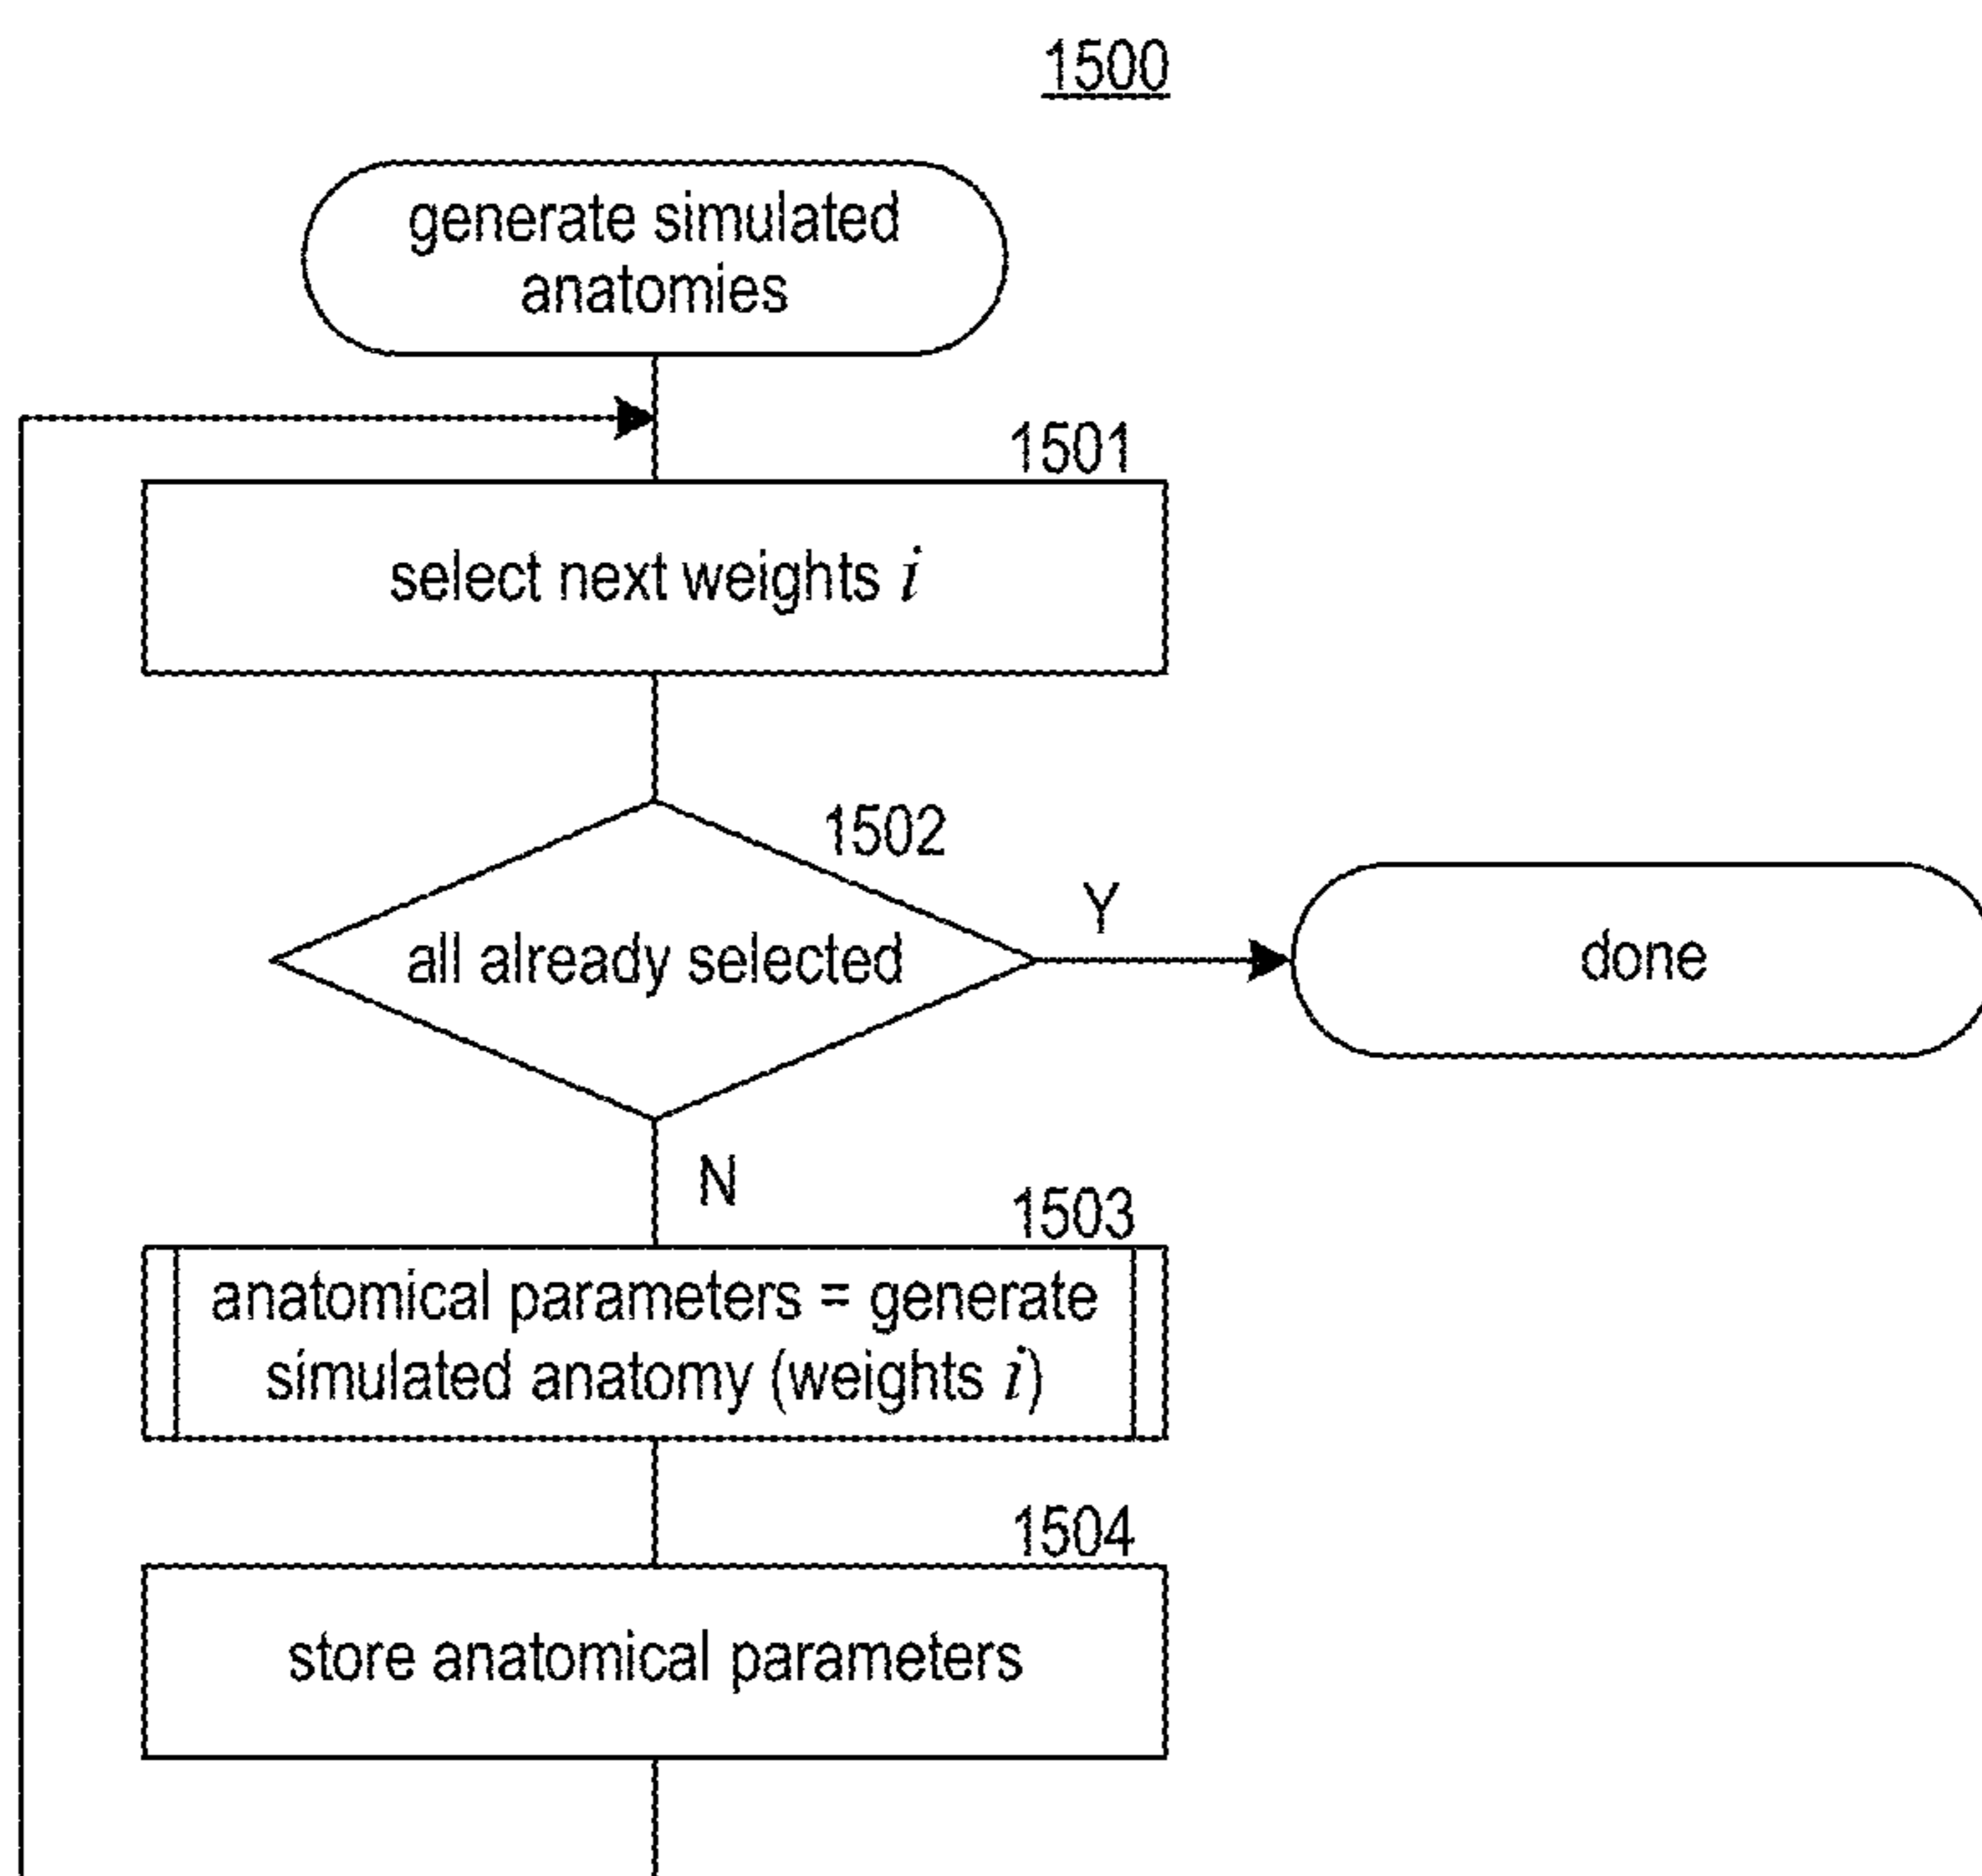 1500
generate simulated
anatomies
1501
select next weights i
1502
all already selected
Y
done
N
1503
anatomical parameters = generate
simulated anatomy (weights i)
1504
store anatomical parameters